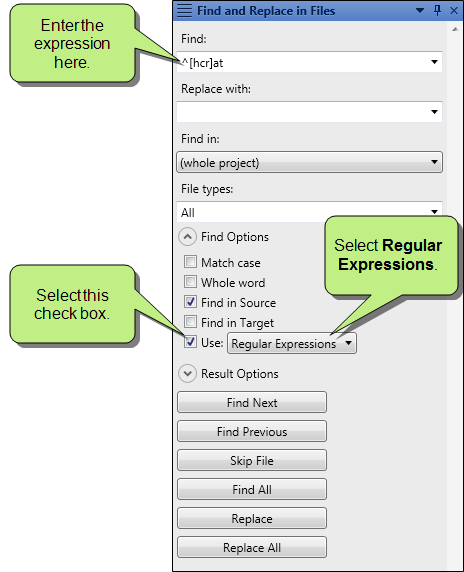 Enter the
expression
here.
Find and Replace in Files
Find:
^[hcr]at
Replace with:
Find in:
(whole project)
File types:
All
Find Options
Match case
Whole word
Find in Source
Find in Target
Use: Regular Expressions
Select Regular
Expressions.
Select this
check box.
Result Options
Find Next
Find Previous
Skip File
Find All
Replace
Replace All